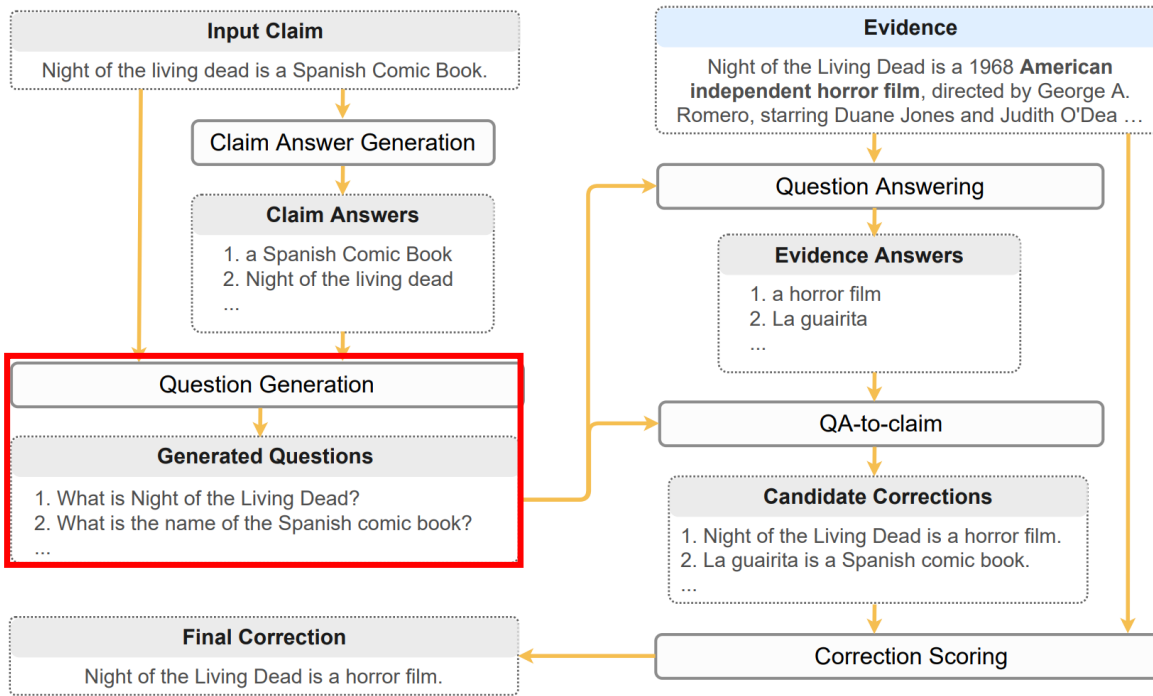 Input Claim
Night of the living dead is a Spanish Comic Book.
Claim Answer Generation
Claim Answers
1. a Spanish Comic Book
2. Night of the living dead
...
Question Generation
Generated Questions
1. What is Night of the Living Dead?
2. What is the name of the Spanish comic book?
...
Evidence
Night of the Living Dead is a 1968 American
independent horror film, directed by George A.
Romero, starring Duane Jones and Judith O'Dea ...
Question Answering
Evidence Answers
1. a horror film
2. La guairita
...
QA-to-claim
Candidate Corrections
1. Night of the Living Dead is a horror film.
2. La guairita is a Spanish comic book.
...
Correction Scoring
Final Correction
Night of the Living Dead is a horror film.